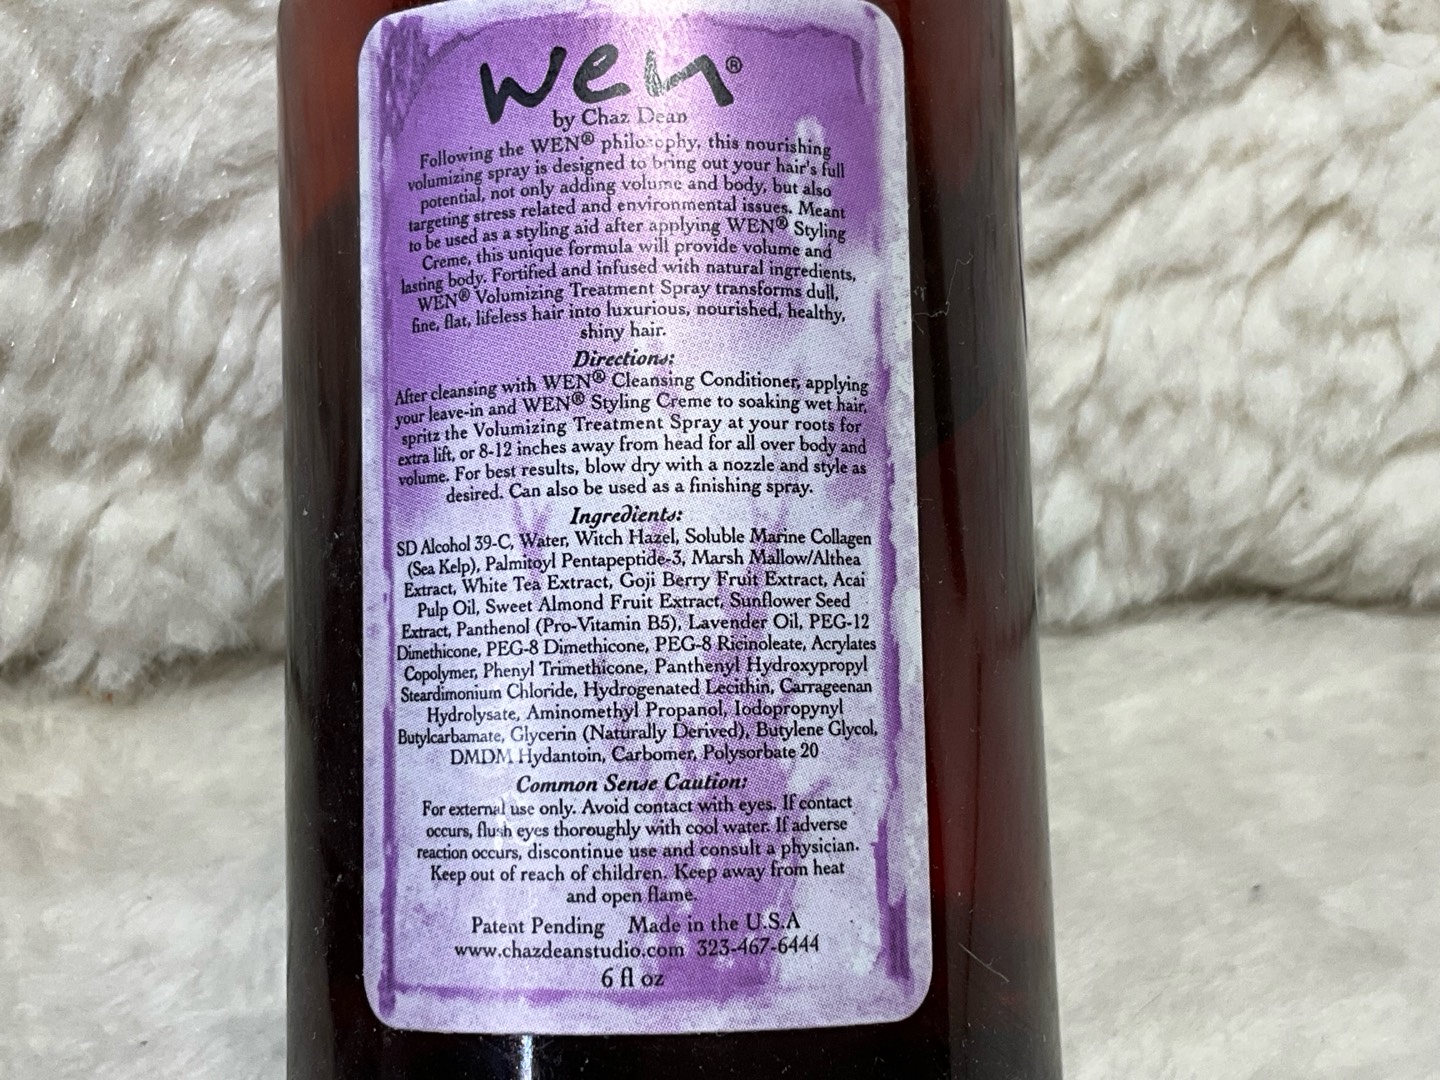 wen®
by Chaz Dean
Following the WEN® philosophy, this nourishing
volumizing spray is designed to bring out your hair's full
potential, not only adding volume and body, but also
targeting stress related and environmental issues. Meant
to be used as a styling aid after applying WEN® Styling
Creme, this unique formula will provide volume and
lasting body. Fortified and infused with natural ingredients,
WEN® Volumizing Treatment Spray transforms dull,
fine, flat, lifeless hair into luxurious, nourished, healthy,
shiny hair.
Directions:
After cleansing with WEN® Cleansing Conditioner, applying
your leave-in and WEN® Styling Creme to soaking wet hair,
spritz the Volumizing Treatment Spray at your roots for
extra lift, or 8-12 inches away from head for all over body and
volume. For best results, blow dry with a nozzle and style as
desired. Can also be used as a finishing spray.
Ingredients:
SD Alcohol 39-C, Water, Witch Hazel, Soluble Marine Collagen
(Sea Kelp), Palmitoyl Pentapeptide-3, Marsh Mallow/Althea
Extract, White Tea Extract, Goji Berry Fruit Extract, Acai
Pulp Oil, Sweet Almond Fruit Extract, Sunflower Seed
Extract, Panthenol (Pro-Vitamin B5), Lavender Oil, PEG-12
Dimethicone, PEG-8 Dimethicone, PEG-8 Ricinoleate, Acrylates
Copolymer, Phenyl Trimethicone, Panthenyl Hydroxypropyl
Steardimonium Chloride, Hydrogenated Lecithin, Carrageenan
Hydrolysate, Aminomethyl Propanol, Iodopropynyl
Butylcarbamate, Glycerin (Naturally Derived), Butylene Glycol,
DMDM Hydantoin, Carbomer, Polysorbate 20
Common Sense Caution:
For external use only. Avoid contact with eyes. If contact
occurs, flush eyes thoroughly with cool water. If adverse
reaction occurs, discontinue use and consult a physician.
Keep out of reach of children. Keep away from heat
and open flame.
Patent Pending Made in the U.S.A
www.chazdeanstudio.com 323-467-6444
6 fl oz